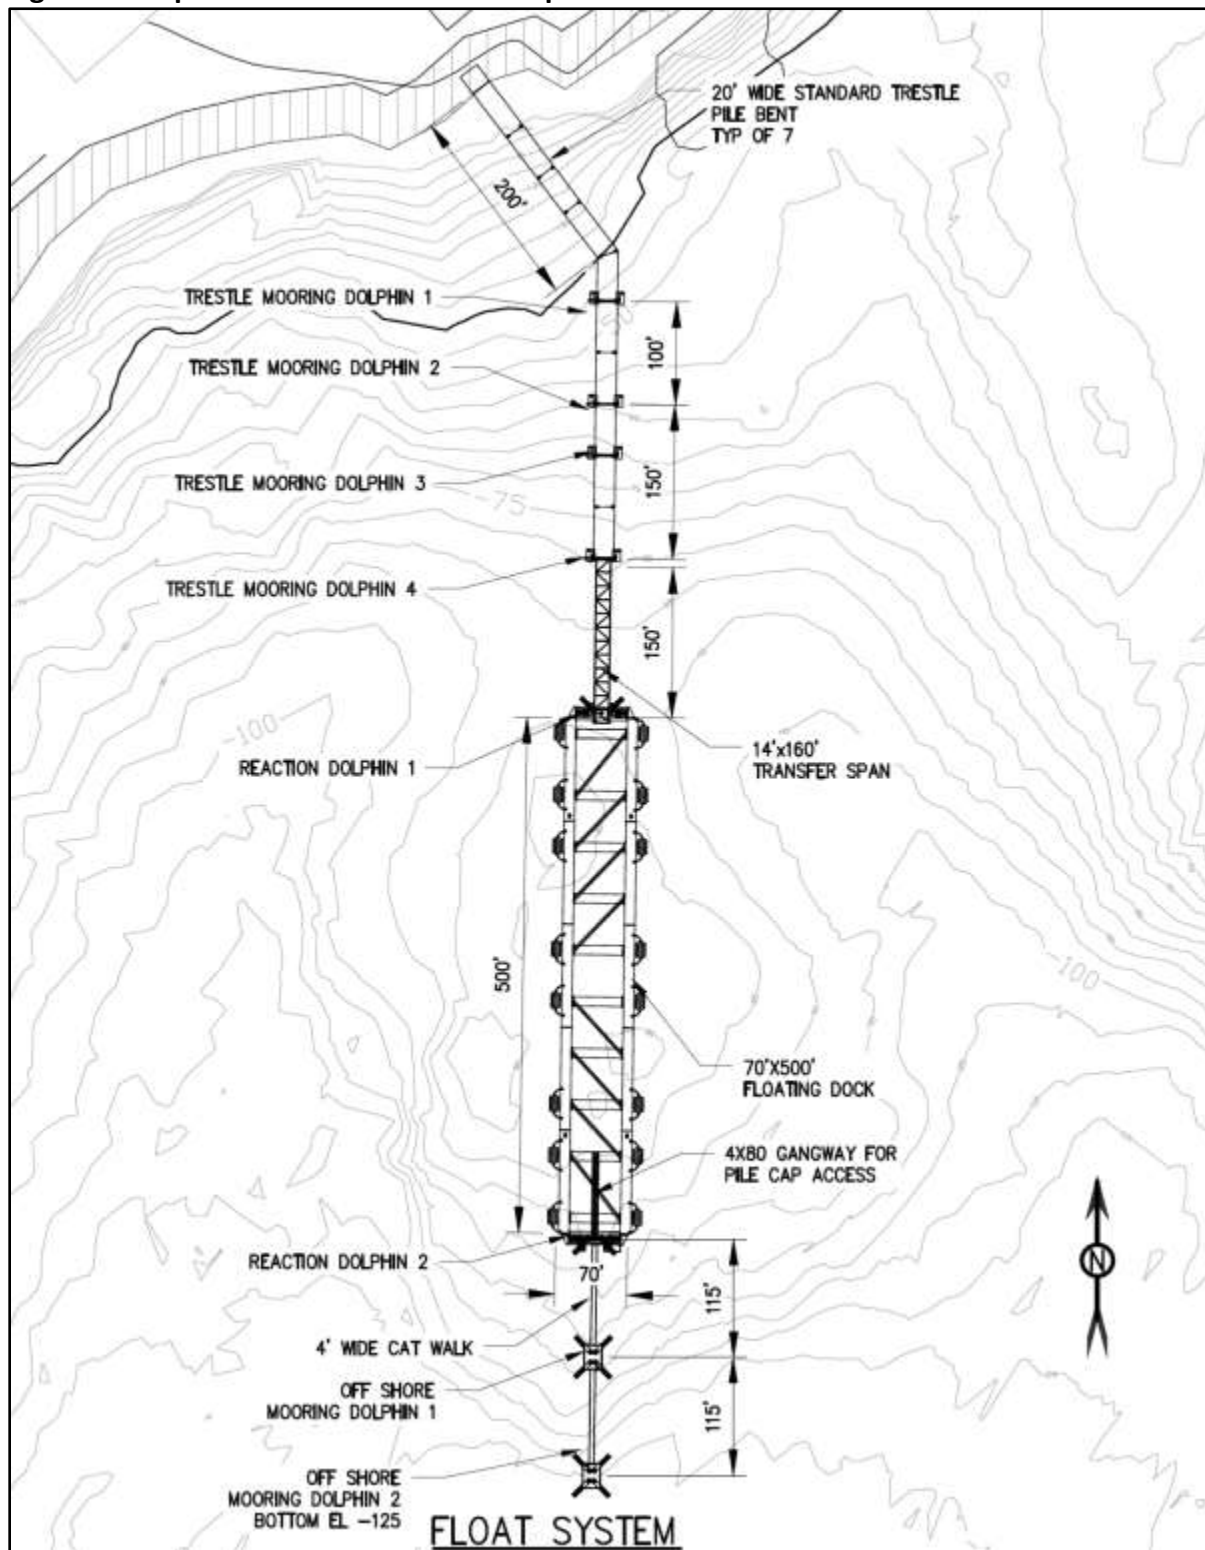 20' WIDE STANDARD TRESTLE
PILE BENT
TYP OF 7
200'
TRESTLE MOORING DOLPHIN 1
100'
TRESTLE MOORING DOLPHIN 2
150'
TRESTLE MOORING DOLPHIN 3
-75
TRESTLE MOORING DOLPHIN 4
150'
-100
14'x160'
TRANSFER SPAN
REACTION DOLPHIN 1
500'
-100
70'X500'
FLOATING DOCK
4X80 GANGWAY FOR
PILE CAP ACCESS
N
REACTION DOLPHIN 2
70'
115'
4' WIDE CAT WALK
OFF SHORE
MOORING DOLPHIN 1
115'
OFF SHORE
MOORING DOLPHIN 2
BOTTOM EL -125
FLOAT SYSTEM